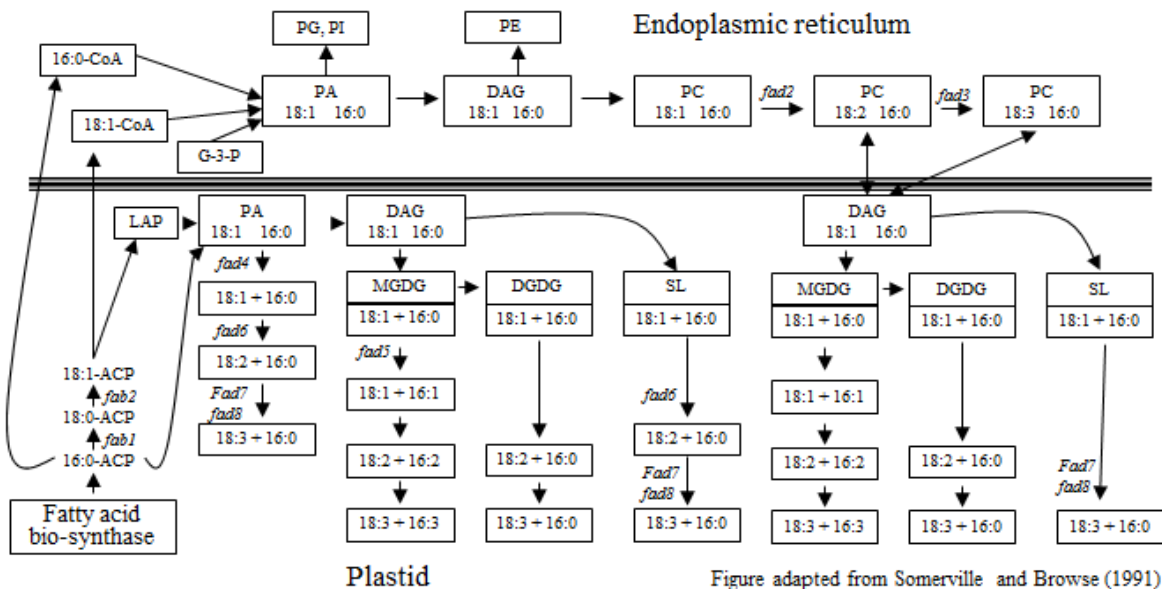 PG, PI
PE
Endoplasmic reticulum
16:0-CoA
PA
18:1 16:0
DAG
18:1 16:0
PC
18:1 16:0
fad2
PC
18:2 16:0
fad3
PC
18:3 16:0
18:1-CoA
G-3-P
LAP
PA
18:1 16:0
DAG
18:1 16:0
DAG
18:1 16:0
fad4
18:1 + 16:0
fad6
18:2 + 16:0
Fad7
fad8
18:3 + 16:0
MGDG
18:1 + 16:0
fad5
18:1 + 16:1
18:2 + 16:2
18:3 + 16:3
DGDG
18:1 + 16:0
18:2 + 16:0
18:3 + 16:0
SL
18:1 + 16:0
fad6
18:2 + 16:0
Fad7
fad8
18:3 + 16:0
MGDG
18:1 + 16:0
18:1 + 16:1
18:2 + 16:2
18:3 + 16:3
DGDG
18:1 + 16:0
18:2 + 16:0
18:3 + 16:0
SL
18:1 + 16:0
Fad7
fad8
18:3 + 16:0
18:1-ACP
fab2
18:0-ACP
fab1
16:0-ACP
Fatty acid
bio-synthase
Plastid
Figure adapted from Somerville and Browse (1991)